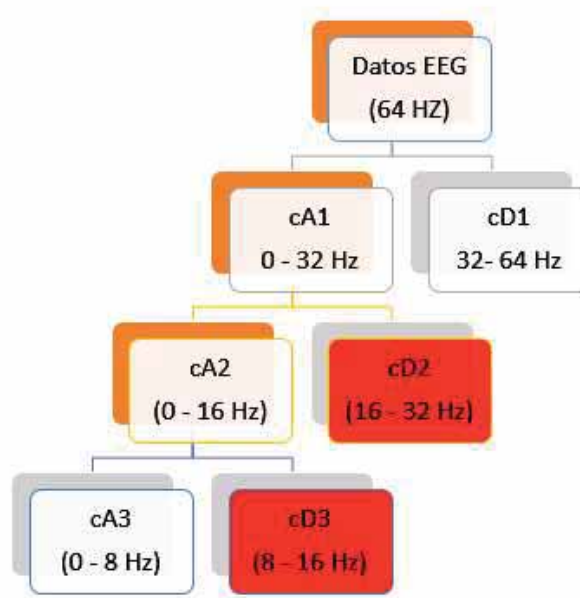 Datos EEG
(64 HZ)
cA1
0 - 32 Hz
cD1
32- 64 Hz
cA2
(0 - 16 Hz)
cD2
(16 - 32 Hz)
cA3
(0 - 8 Hz)
cD3
(8 - 16 Hz)